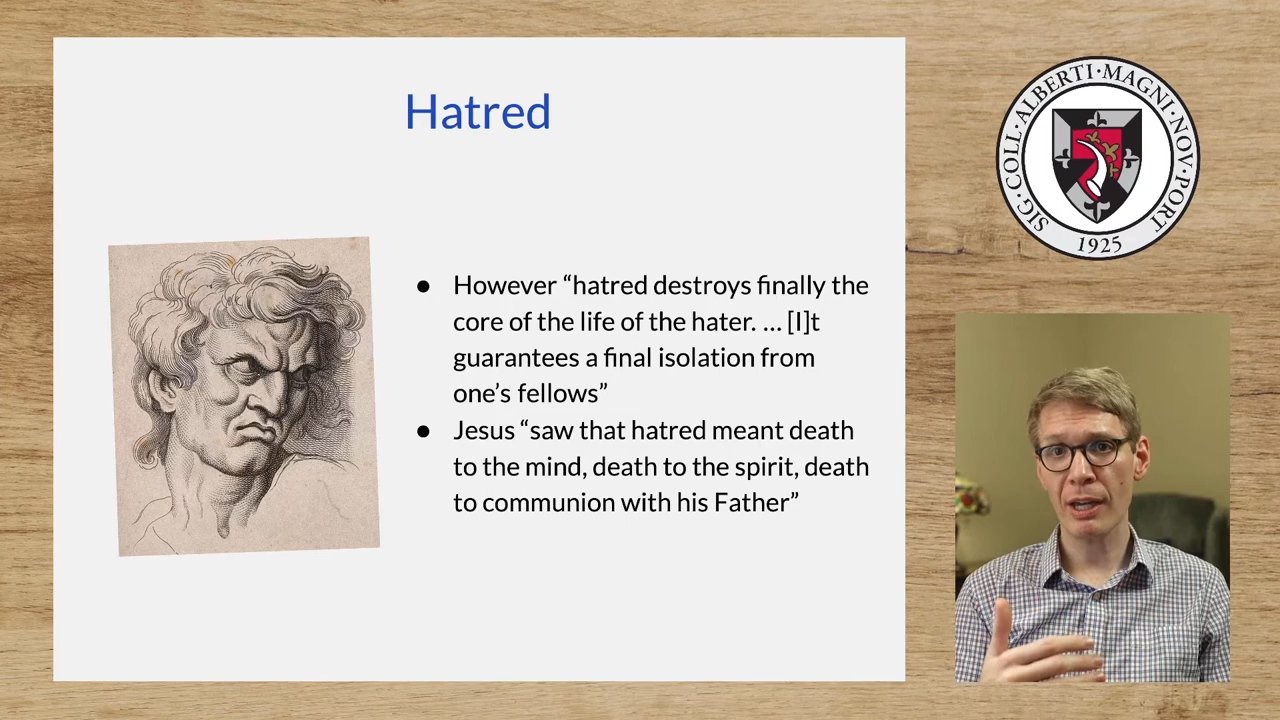 Hatred
● However “hatred destroys finally the
core of the life of the hater. … [I]t
guarantees a final isolation from
one’s fellows”
● Jesus “saw that hatred meant death
to the mind, death to the spirit, death
to communion with his Father”
SIG·COLL·ALBERTI·MAGNI·NOV·PORT
1925